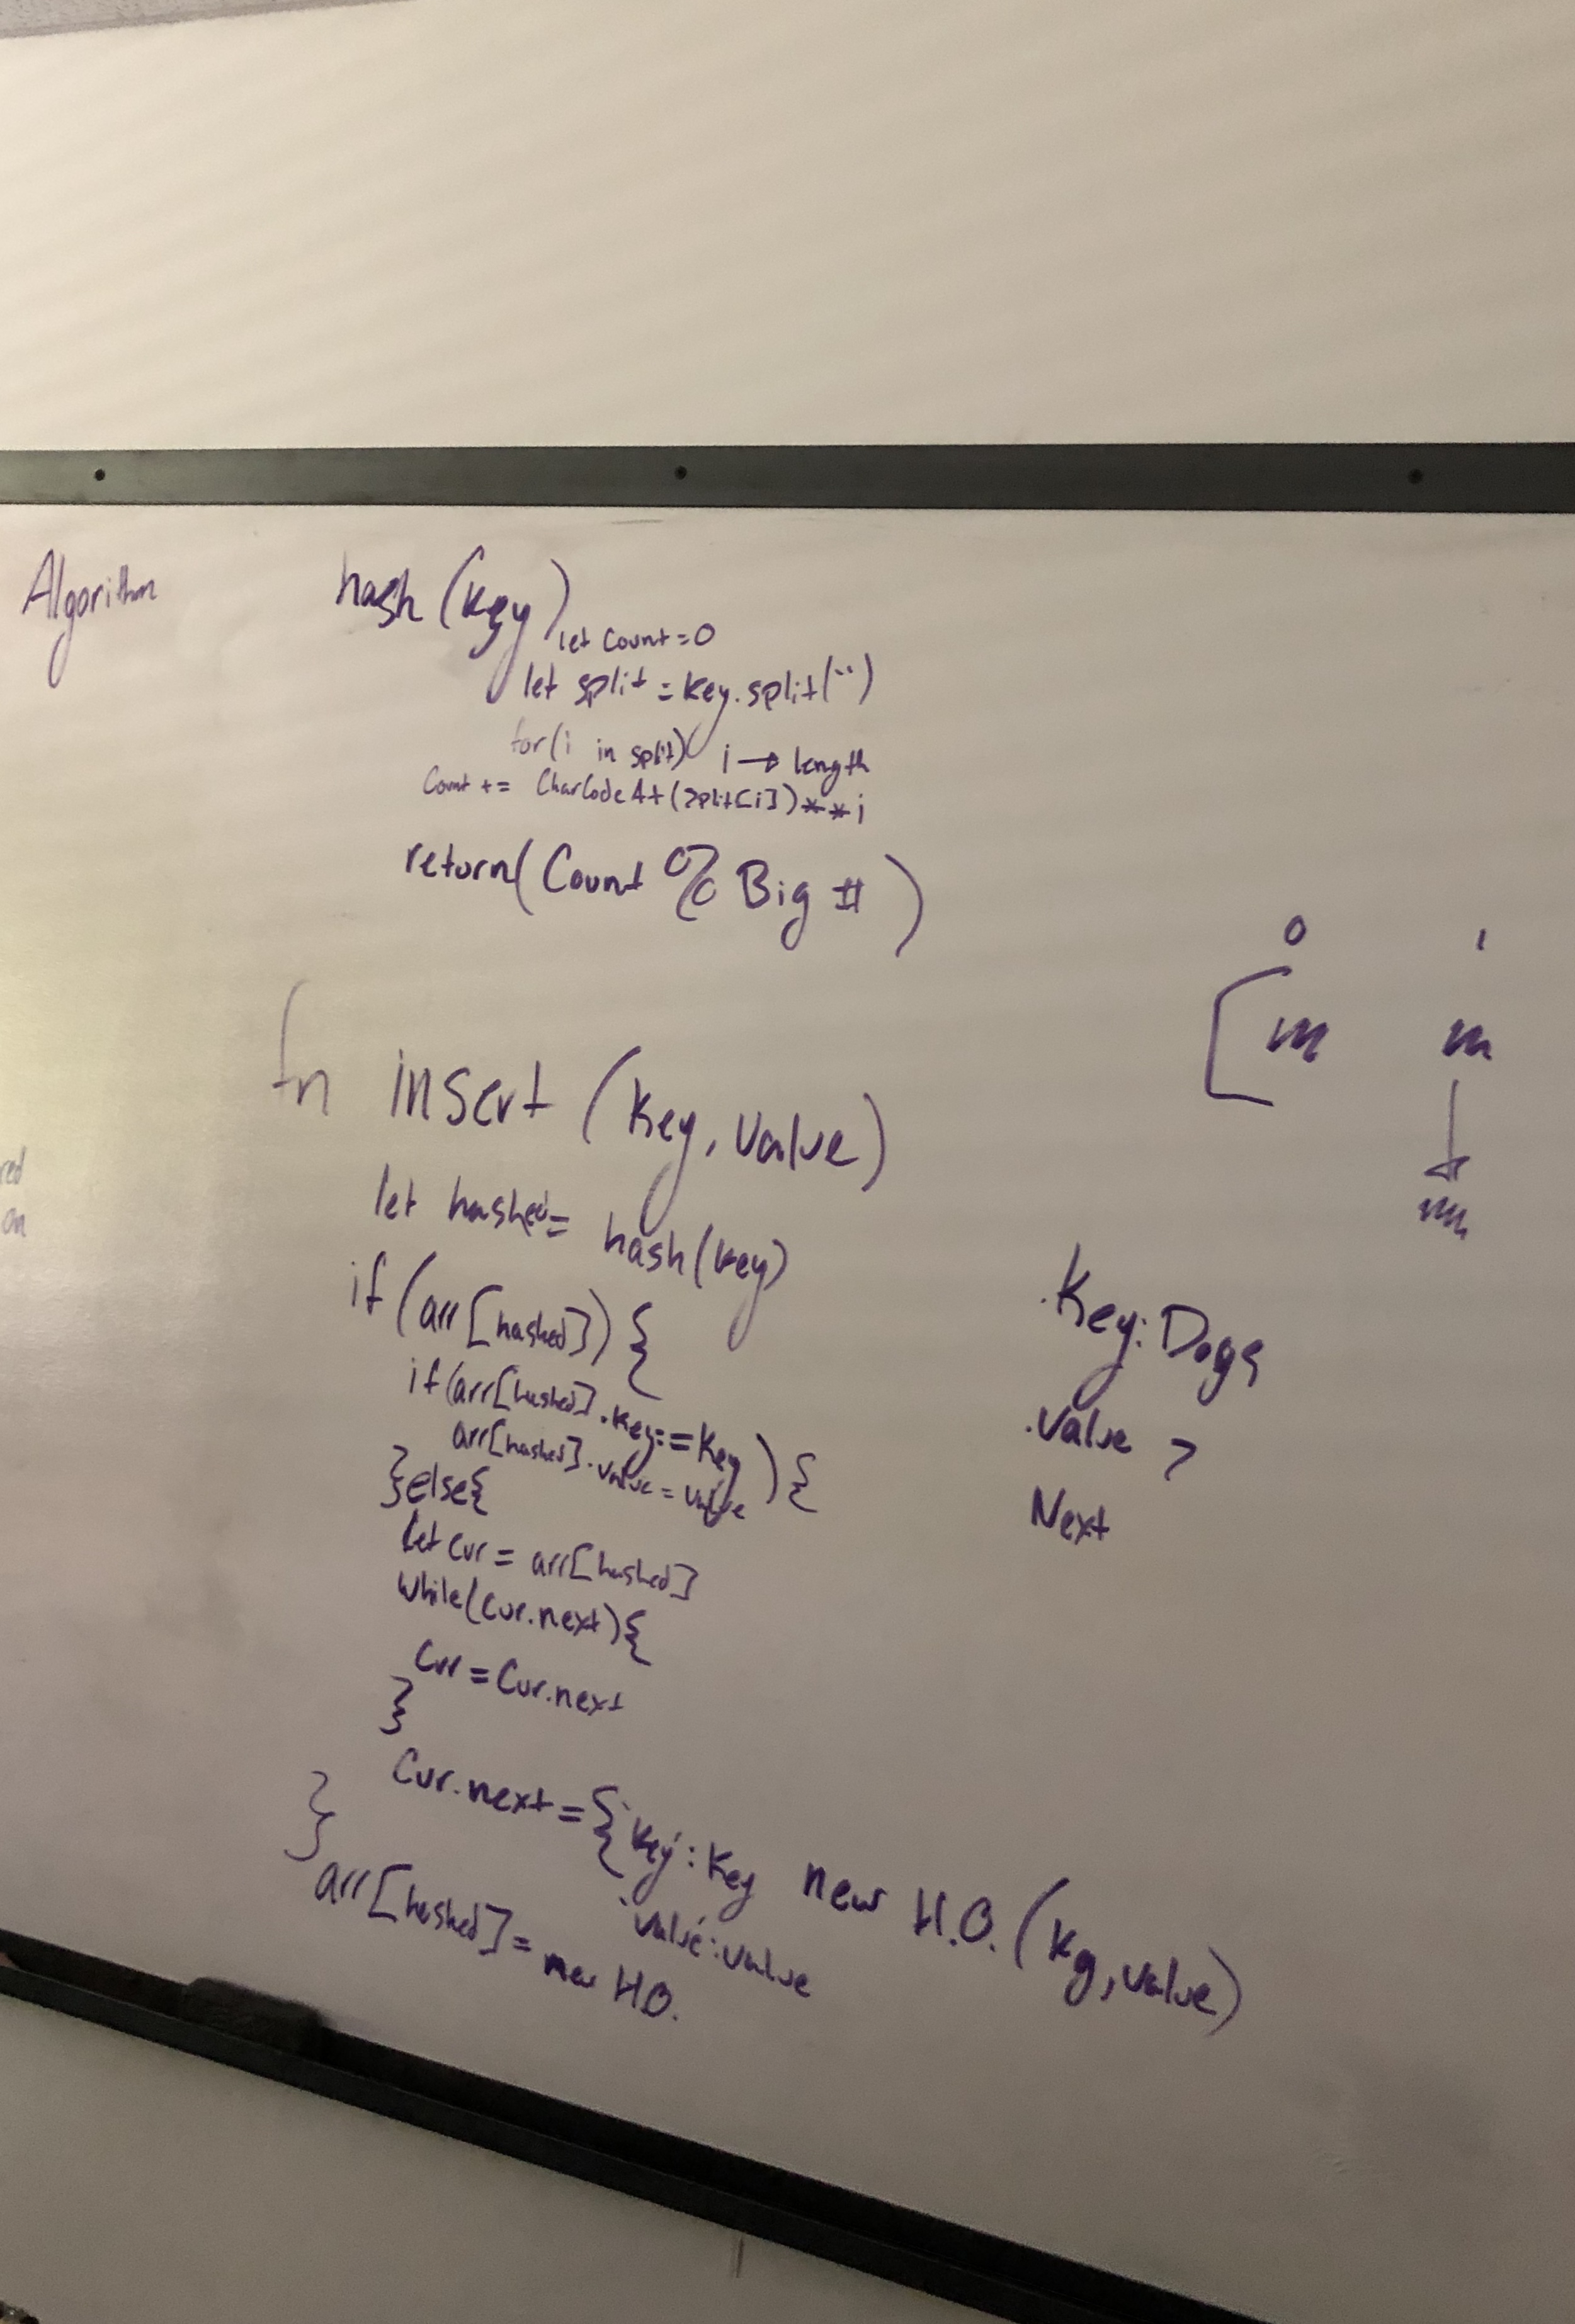 Algorithm
hash (key)
let Count = 0
let split = key.split('')
for(i in split) i → length
Count += CharCodeAt(split[i])**i
return(Count % Big #)
fn insert (key, value)
let hashed = hash(key)
if (arr[hashed]) {
if(arr[hashed].key == key) {
arr[hashed].value = value
}else{
let cur = arr[hashed]
while(cur.next){
Curr = Cur.next
}
Cur.next = { 'key': key new H.O. (key, value)
'value': value
}
arr[hashed] = new H.O.
0 1
[
.Key: Dogs
.value 7
Next
red
on